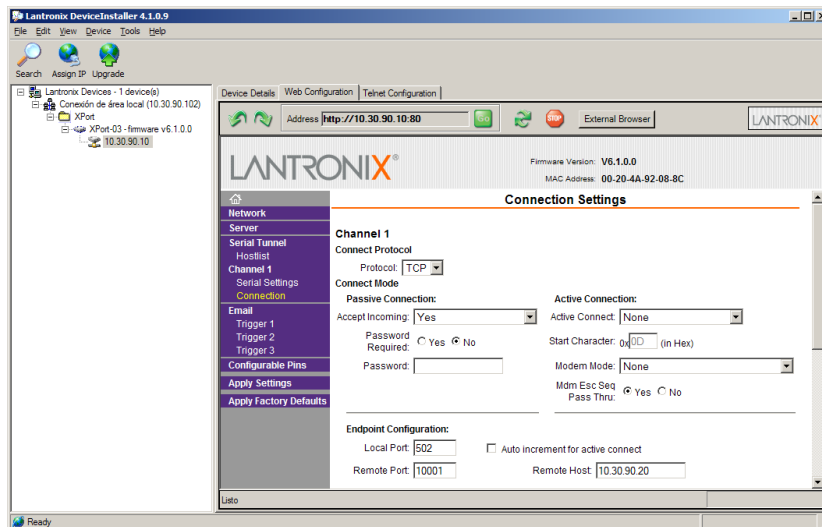 Lantronix DeviceInstaller 4.1.0.9
File Edit View Device Tools Help
Search Assign IP Upgrade
Lantronix Devices - 1 device(s)
Conexión de área local (10.30.90.102)
XPort
XPort-03 - firmware v6.1.0.0
10.30.90.10
Device Details Web Configuration Telnet Configuration
Address http://10.30.90.10:80 Go STOP External Browser LANTRONIX
LANTRONIX®
Firmware Version: V6.1.0.0
MAC Address: 00-20-4A-92-08-8C
Network
Server
Serial Tunnel
Hostlist
Channel 1
Serial Settings
Connection
Email
Trigger 1
Trigger 2
Trigger 3
Configurable Pins
Apply Settings
Apply Factory Defaults
Connection Settings
Channel 1
Connect Protocol
Protocol: TCP
Connect Mode
Passive Connection: Active Connection:
Accept Incoming: Yes Active Connect: None
Password Required: Yes No Start Character: 0x0D (in Hex)
Password: Modem Mode: None
Mdm Esc Seq Pass Thru: Yes No
Endpoint Configuration:
Local Port: 502 Auto increment for active connect
Remote Port: 10001 Remote Host: 10.30.90.20
Listo
Ready